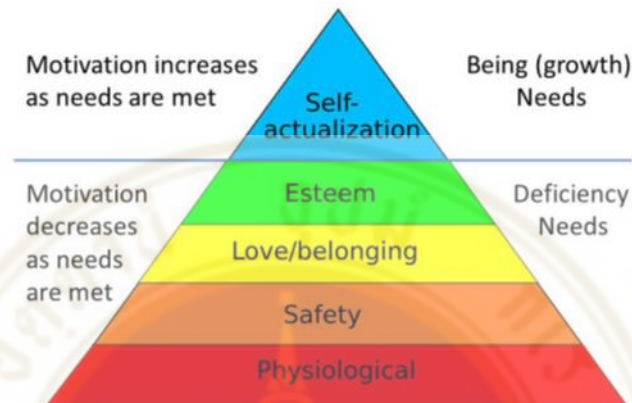 Motivation increases
as needs are met
Being (growth)
Needs
Self-
actualization
Motivation
decreases
as needs
are met
Esteem
Deficiency
Needs
Love/belonging
Safety
Physiological